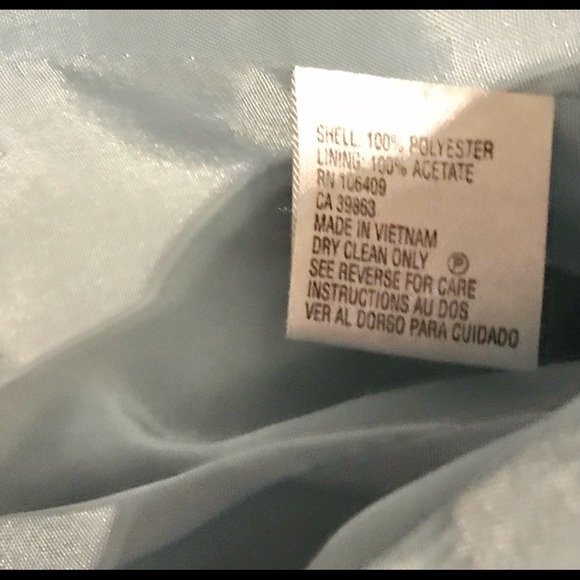 SHELL: 100% POLYESTER
LINING: 100% ACETATE
RN 106409
CA 39863
MADE IN VIETNAM
DRY CLEAN ONLY Ⓟ
SEE REVERSE FOR CARE
INSTRUCTIONS AU DOS
VER AL DORSO PARA CUIDADO